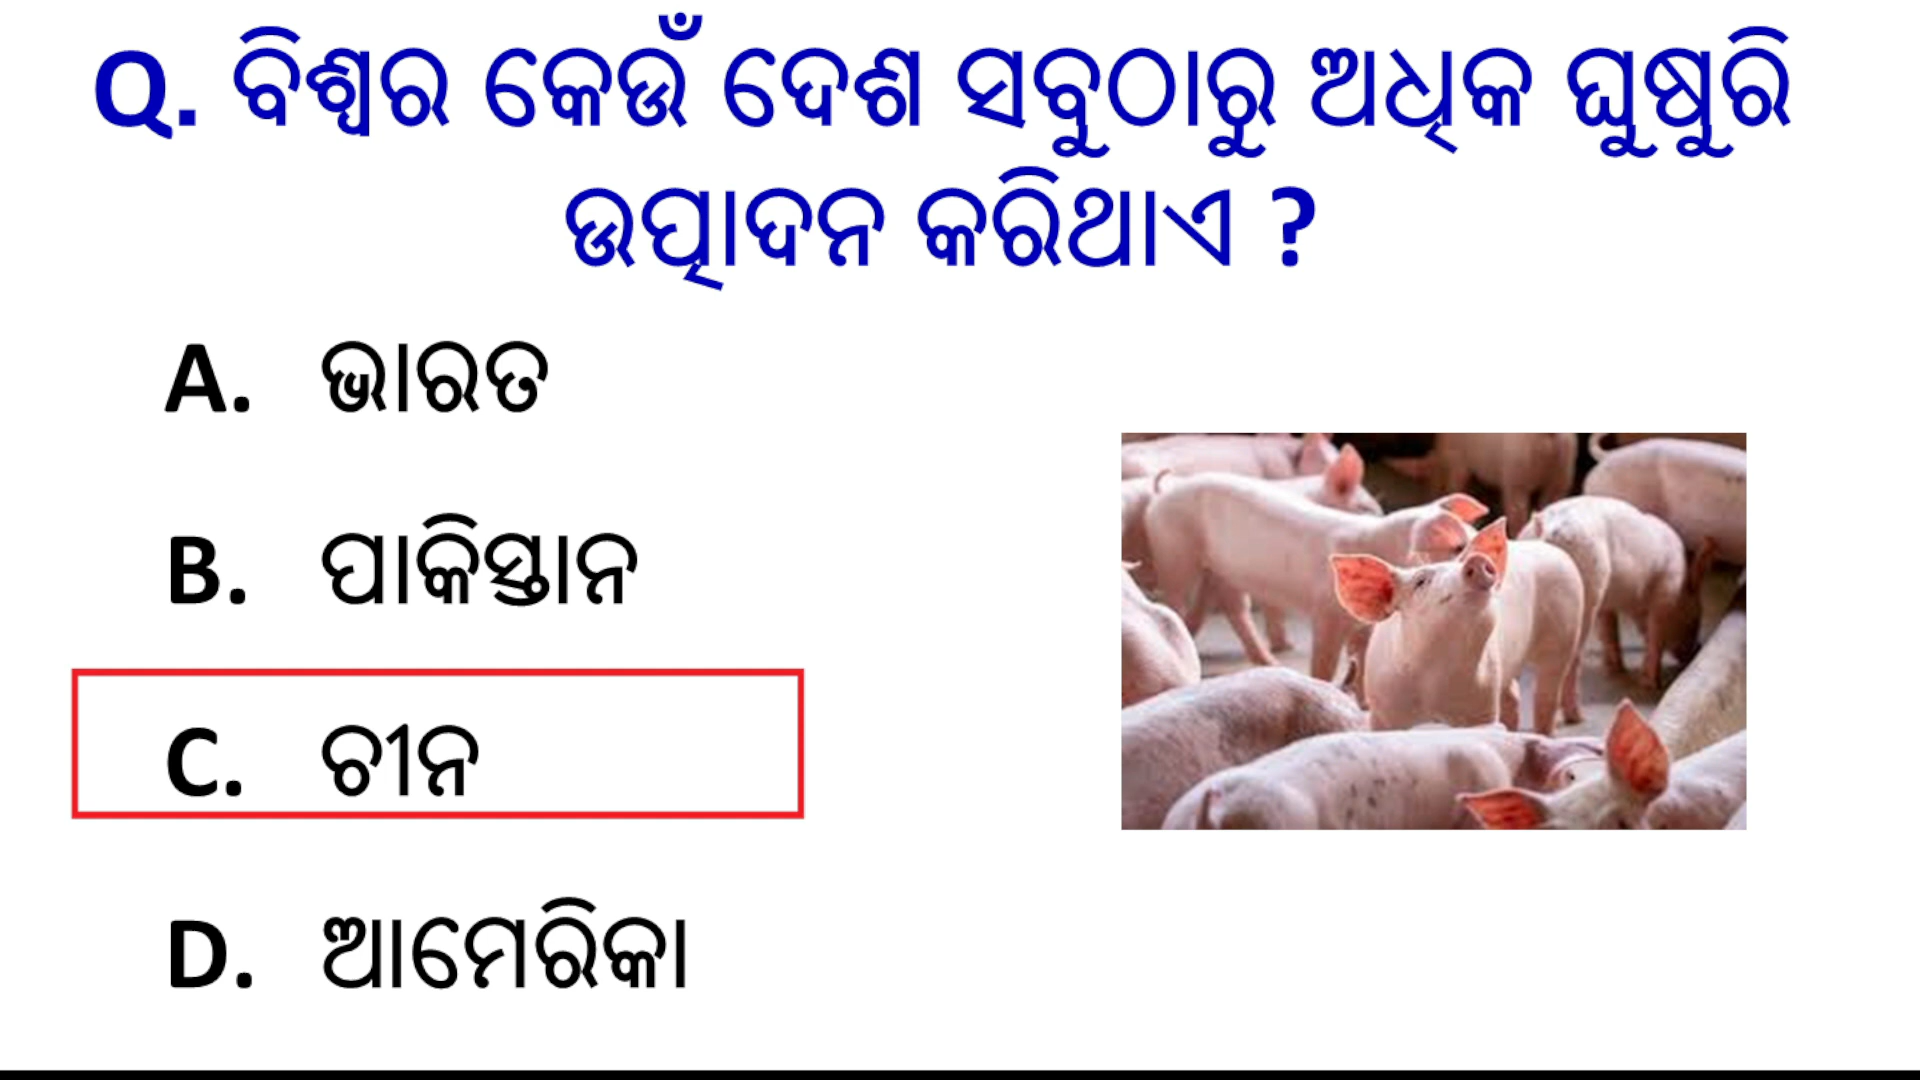 Q. ବିଶ୍ୱର କେଉଁ ଦେଶ ସବୁଠାରୁ ଅଧିକ ଘୁଷୁରି
ଉତ୍ପାଦନ କରିଥାଏ ?
A. ଭାରତ
B. ପାକିସ୍ତାନ
C. ଚୀନ
D. ଆମେରିକା